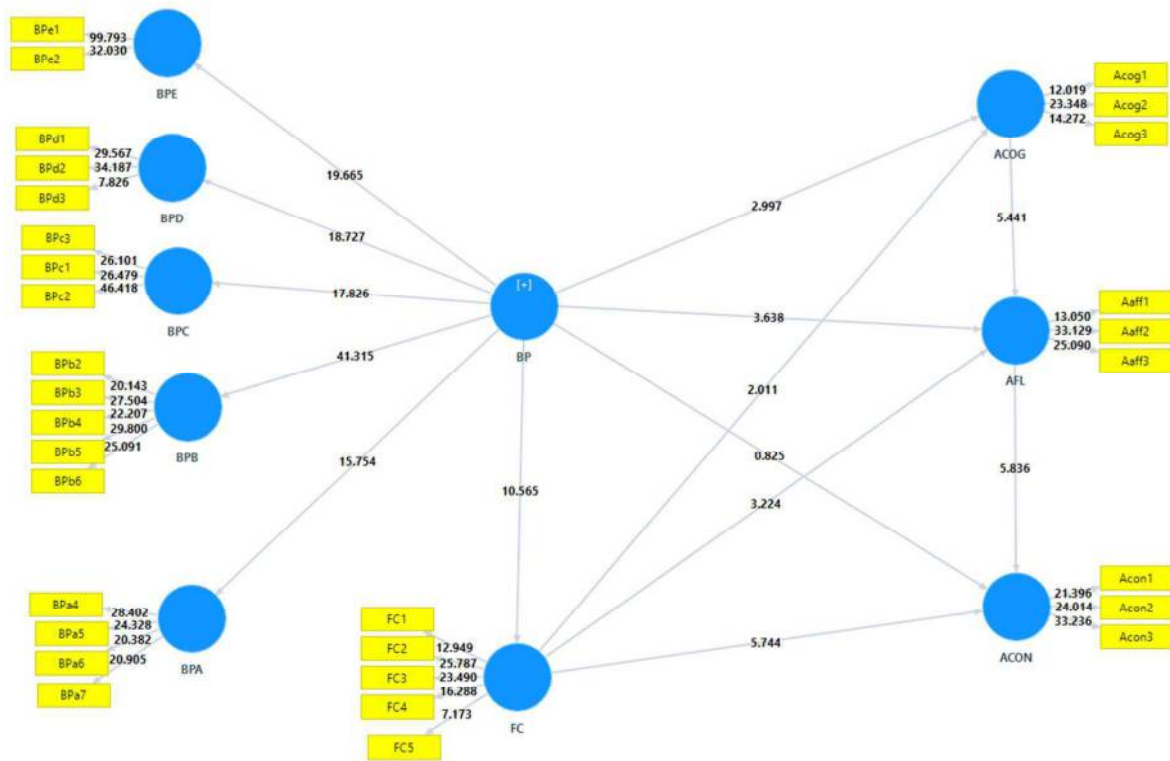 BPe1
BPe2
99.793
32.030
BPE
BPd1
BPd2
BPd3
29.567
34.187
7.826
BPD
BPc3
BPc1
BPc2
26.101
26.479
46.418
BPC
BPb2
BPb3
BPb4
BPb5
BPb6
20.143
27.504
22.207
29.800
25.091
BPB
BPa4
BPa5
BPa6
BPa7
28.402
24.328
20.382
20.905
BPA
19.665
18.727
17.826
41.315
15.754
[+]
BP
10.565
FC1
FC2
FC3
FC4
FC5
12.949
25.787
23.490
16.288
7.173
FC
2.997
3.638
2.011
0.825
3.224
5.744
ACOG
12.019
23.348
14.272
Acog1
Acog2
Acog3
5.441
AFL
13.050
33.129
25.090
Aaff1
Aaff2
Aaff3
5.836
ACON
21.396
24.014
33.236
Acon1
Acon2
Acon3